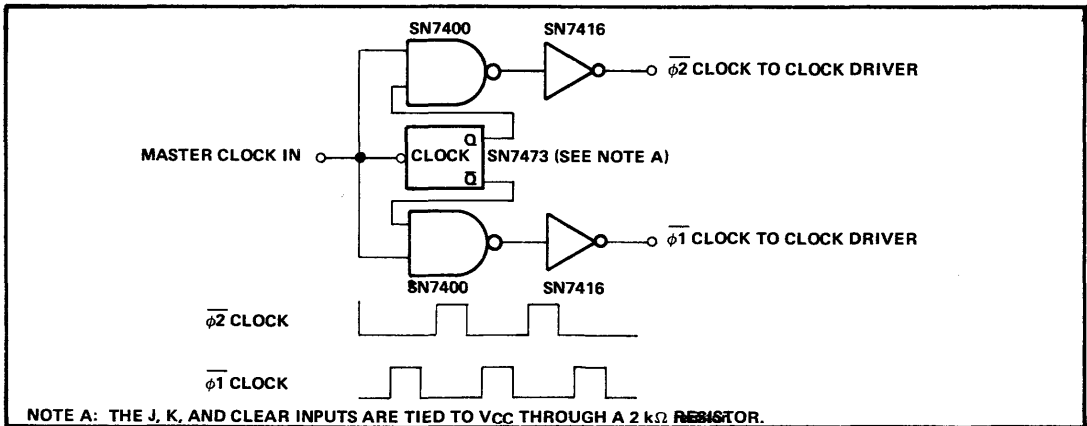 SN7400
SN7416
φ2 CLOCK TO CLOCK DRIVER
Q
MASTER CLOCK IN
CLOCK
SN7473 (SEE NOTE A)
Q̅
φ1 CLOCK TO CLOCK DRIVER
SN7400
SN7416
φ2 CLOCK
φ1 CLOCK
NOTE A: THE J, K, AND CLEAR INPUTS ARE TIED TO VCC THROUGH A 2 kΩ RESISTOR.